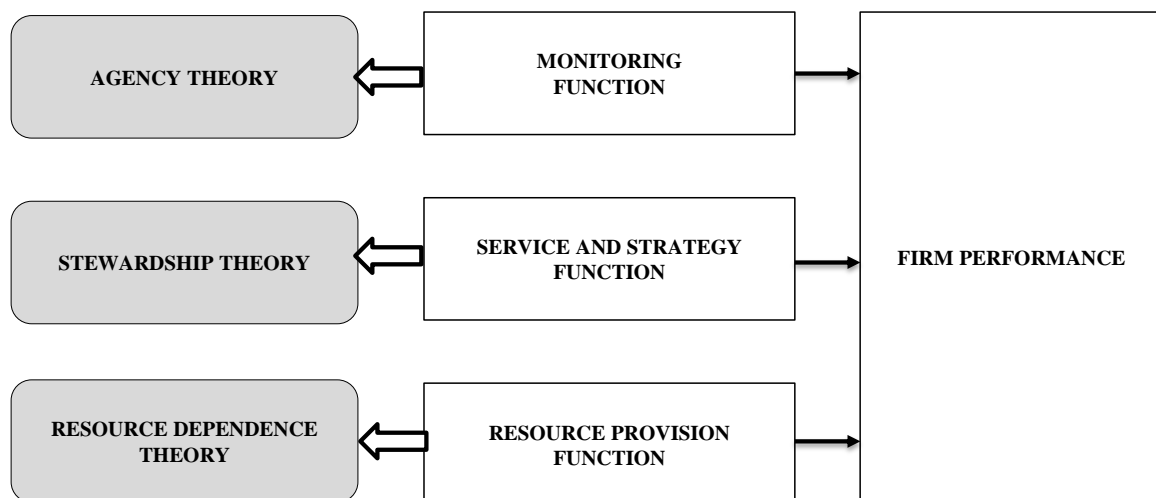 AGENCY THEORY
MONITORING
FUNCTION
STEWARDSHIP THEORY
SERVICE AND STRATEGY
FUNCTION
FIRM PERFORMANCE
RESOURCE DEPENDENCE
THEORY
RESOURCE PROVISION
FUNCTION